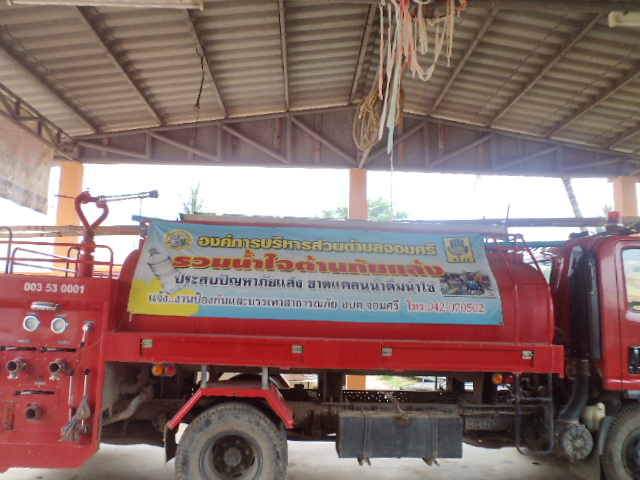 องค์การบริหารส่วนตำบลจอมศรี
รวมน้ำใจต้านภัยแล้ง
ประสบปัญหาภัยแล้ง ขาดแคลนน้ำดื่มน้ำใช้
แจ้ง..งานป้องกันและบรรเทาสาธารณภัย อบต.จอมศรี โทร.042-070502
003 53 0001